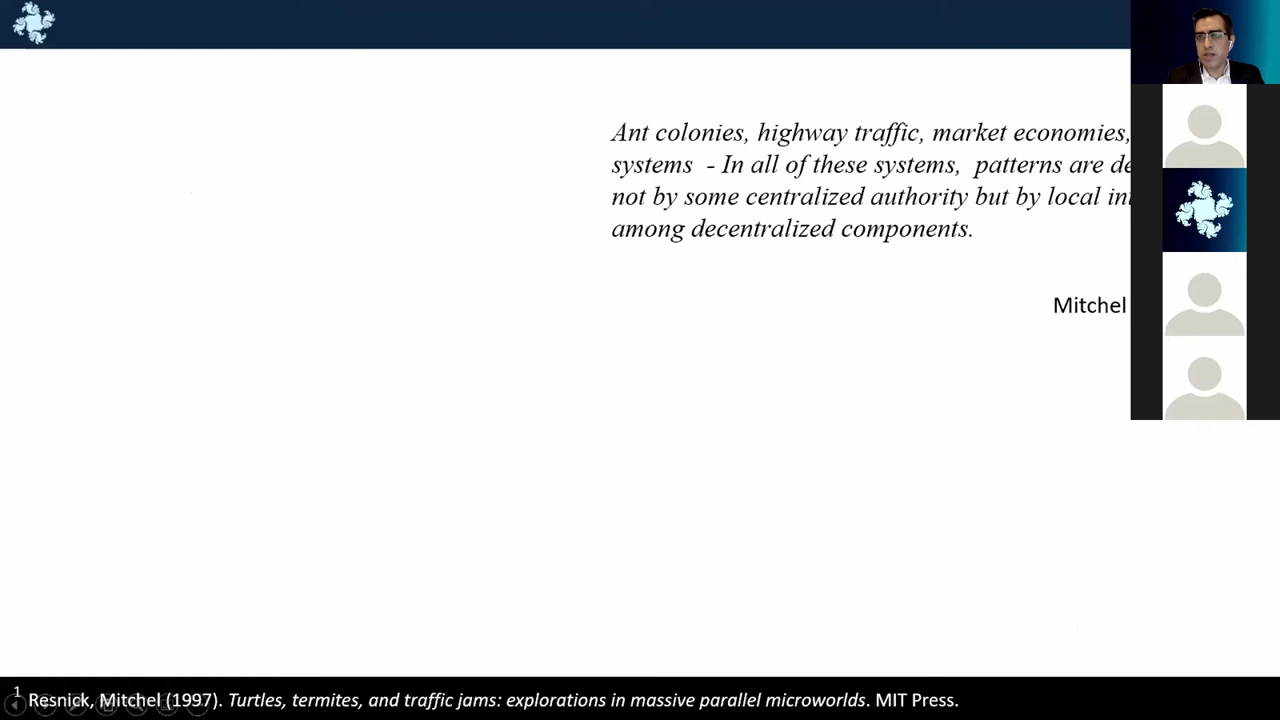 Ant colonies, highway traffic, market economies,
systems - In all of these systems, patterns are
not by some centralized authority but by local
among decentralized components.
Mitchel
1 Resnick, Mitchel (1997). Turtles, termites, and traffic jams: explorations in massive parallel microworlds. MIT Press.